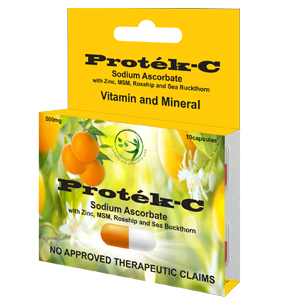 Proték-C
Sodium Ascorbate
with Zinc, MSM, Rosehip and Sea Buckthorn
Vitamin and Mineral
500mg
10capsules
Proték-C
Sodium Ascorbate
with Zinc, MSM, Rosehip and Sea Buckthorn
NO APPROVED THERAPEUTIC CLAIMS